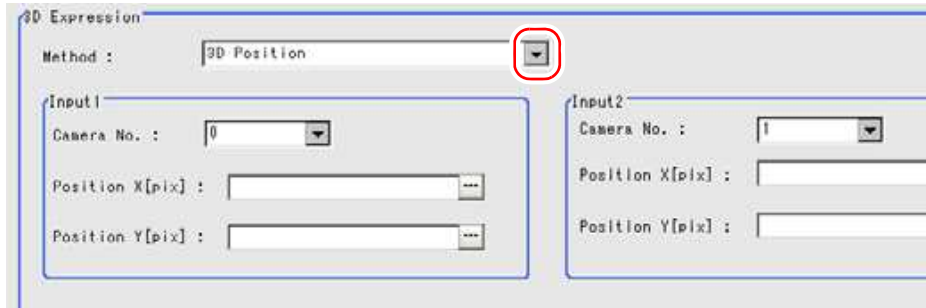 3D Expression
Method : 3D Position
Input1
Camera No. : 0
Position X[pix] : ...
Position Y[pix] : ...
Input2
Camera No. : 1
Position X[pix] :
Position Y[pix] :